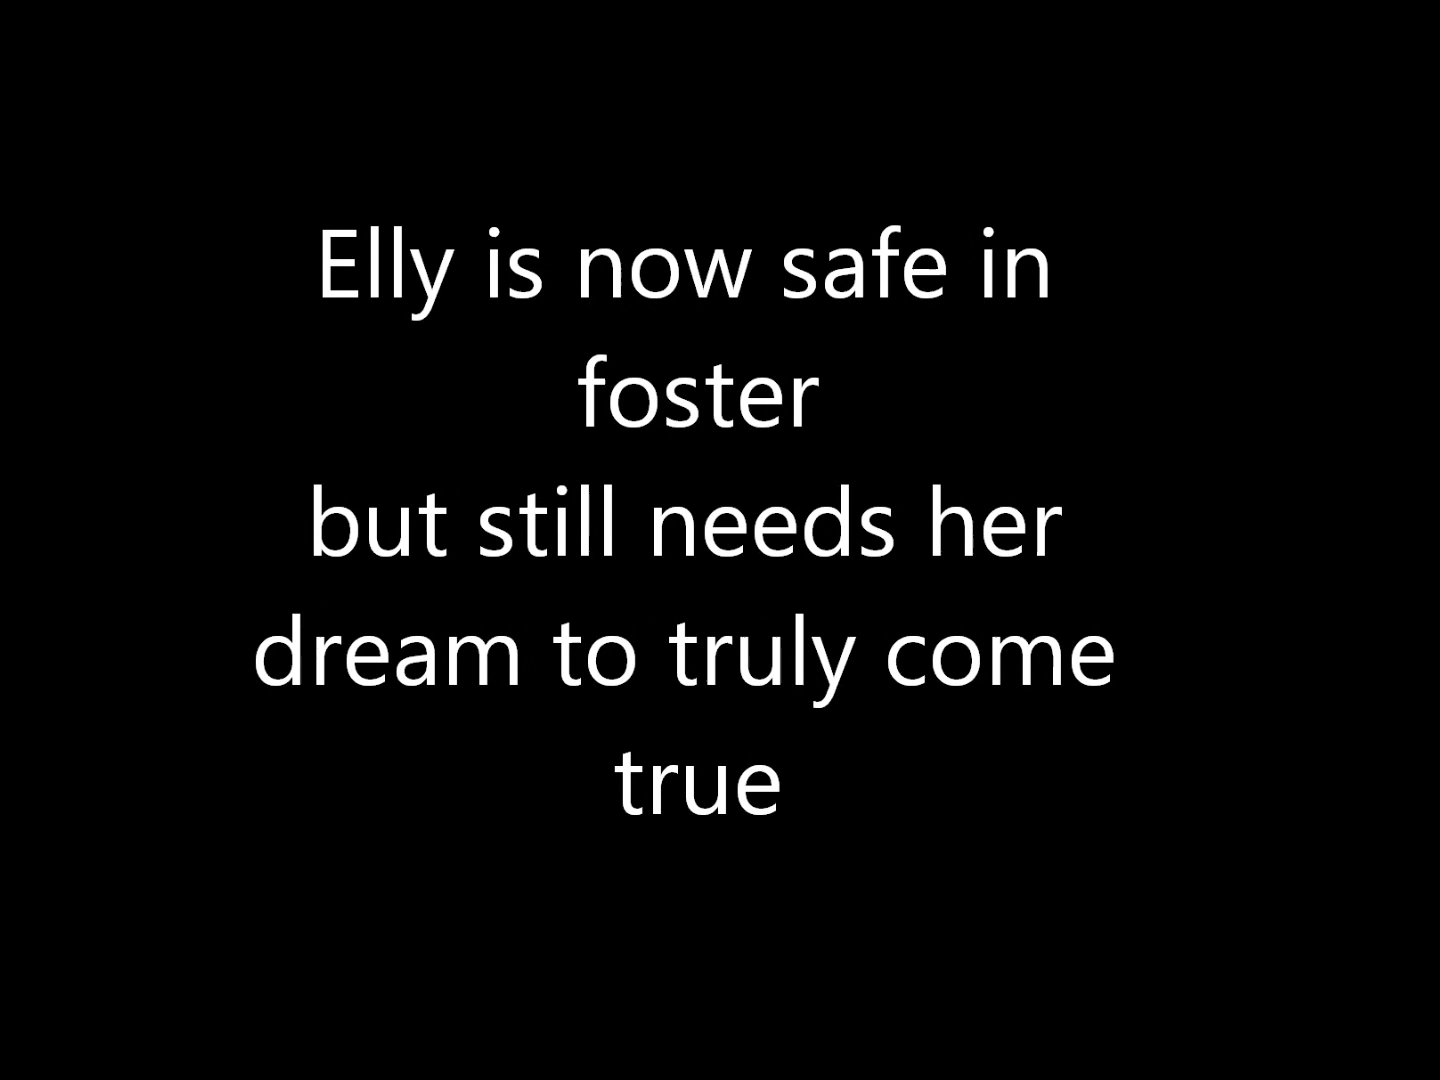 Elly is now safe in
foster
but still needs her
dream to truly come
true